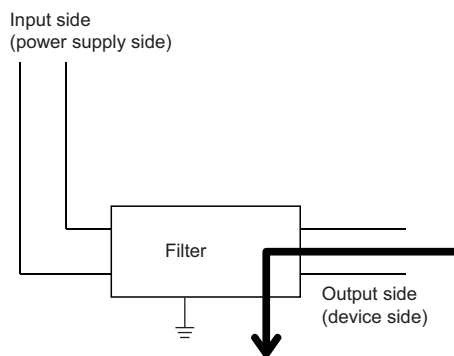 Input side
(power supply side)
Filter
Output side
(device side)